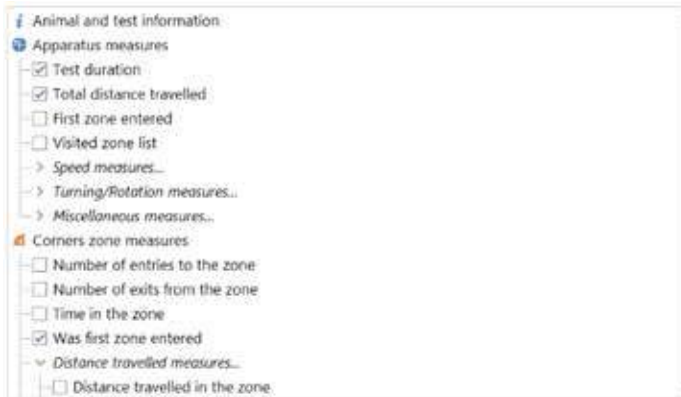 Animal and test information
Apparatus measures
Test duration
Total distance travelled
First zone entered
Visited zone list
Speed measures...
Turning/Rotation measures...
Miscellaneous measures...
Corners zone measures
Number of entries to the zone
Number of exits from the zone
Time in the zone
Was first zone entered
Distance travelled measures...
Distance travelled in the zone